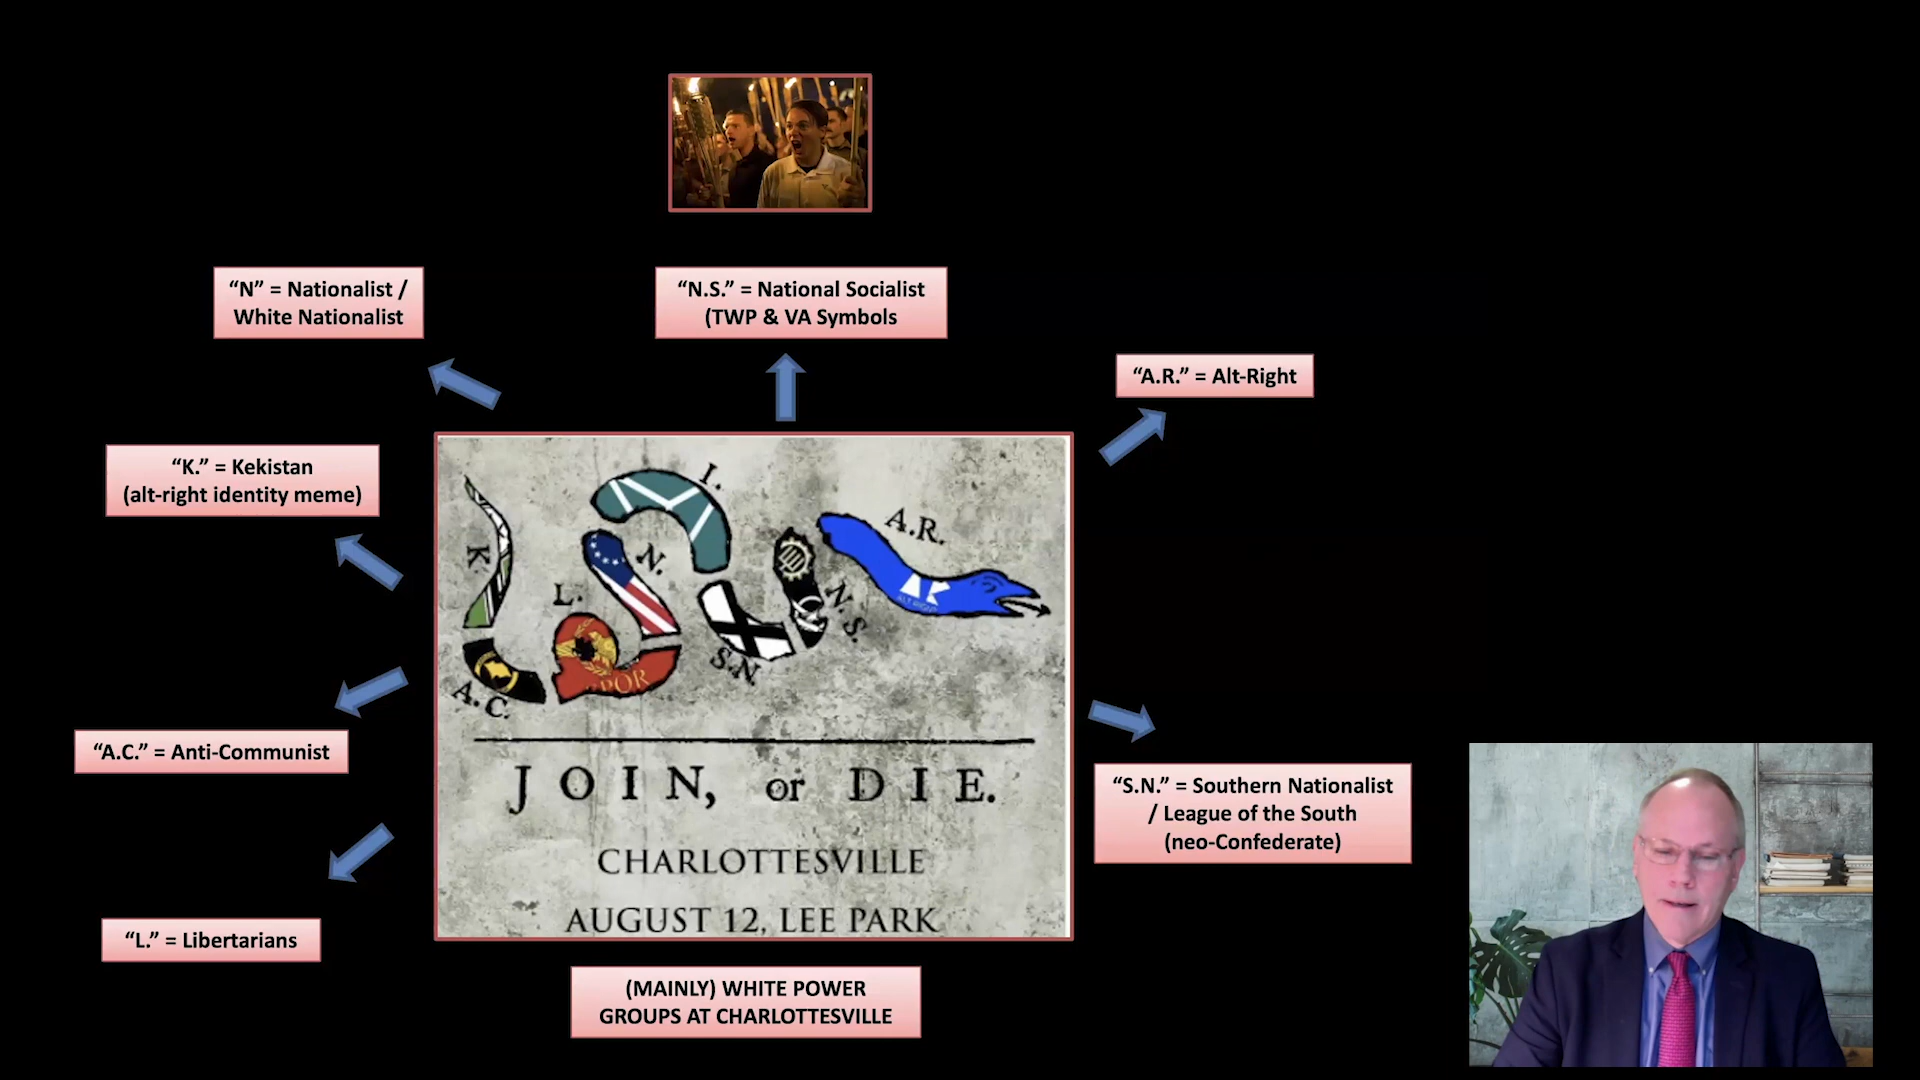 “N” = Nationalist /
White Nationalist
“N.S.” = National Socialist
(TWP & VA Symbols
“A.R.” = Alt-Right
“K.” = Kekistan
(alt-right identity meme)
“A.C.” = Anti-Communist
“L.” = Libertarians
“S.N.” = Southern Nationalist
/ League of the South
(neo-Confederate)
K.
A.C.
L.
N.
I.
S.N.
N.S.
A.R.
ALT RIGHT
JOIN, or DIE.
CHARLOTTESVILLE
AUGUST 12, LEE PARK
(MAINLY) WHITE POWER
GROUPS AT CHARLOTTESVILLE